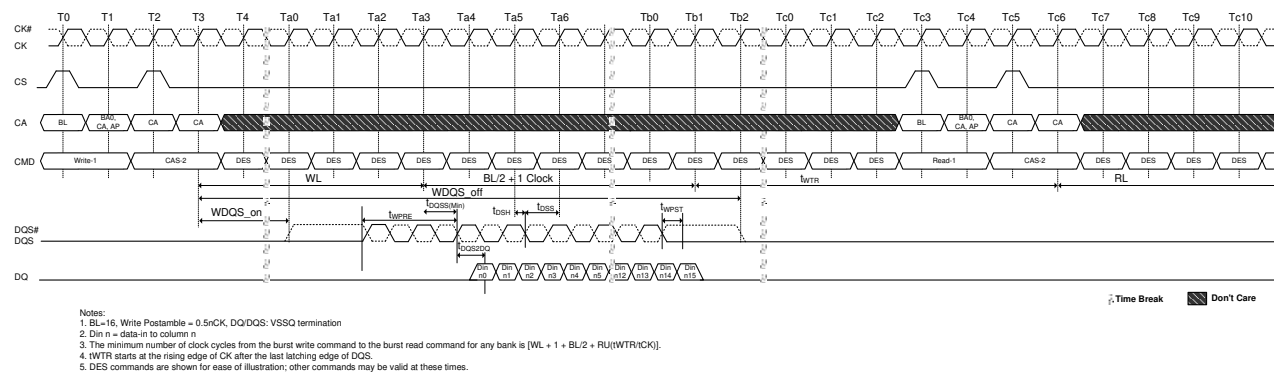 T0 T1 T2 T3 T4 Ta0 Ta1 Ta2 Ta3 Ta4 Ta5 Ta6 Tb0 Tb1 Tb2 Tc0 Tc1 Tc2 Tc3 Tc4 Tc5 Tc6 Tc7 Tc8 Tc9 Tc10
CK#
CK
CS
CA BL BA0, CA, AP CA CA BL BA0, CA, AP CA CA
CMD Write-1 CAS-2 DES DES DES DES DES DES DES DES DES DES DES DES DES DES DES Read-1 CAS-2 DES DES DES DES
WL BL/2 + 1 Clock tWTR RL
WDQS_off
WDQS_on tWPRE tDQSS(Min) tDSH tDSS tWPST
DQS#
DQS
tDQS2DQ
DQ Din n0 Din n1 Din n2 Din n3 Din n4 Din n5 Din n12 Din n13 Din n14 Din n15
Time Break Don't Care
Notes:
1. BL=16, Write Postamble = 0.5nCK, DQ/DQS: VSSQ termination
2. Din n = data-in to column n
3. The minimum number of clock cycles from the burst write command to the burst read command for any bank is [WL + 1 + BL/2 + RU(tWTR/tCK)].
4. tWTR starts at the rising edge of CK after the last latching edge of DQS.
5. DES commands are shown for ease of illustration; other commands may be valid at these times.